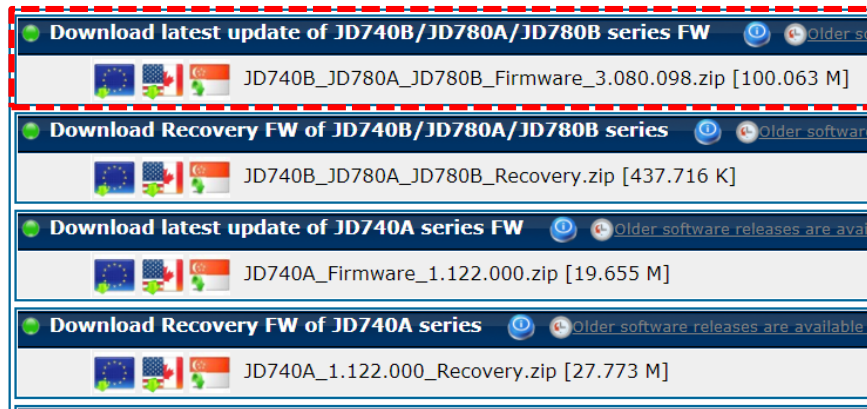 Download latest update of JD740B/JD780A/JD780B series FW Older
JD740B_JD780A_JD780B_Firmware_3.080.098.zip [100.063 M]
Download Recovery FW of JD740B/JD780A/JD780B series Older software
JD740B_JD780A_JD780B_Recovery.zip [437.716 K]
Download latest update of JD740A series FW Older software releases are
JD740A_Firmware_1.122.000.zip [19.655 M]
Download Recovery FW of JD740A series Older software releases are available
JD740A_1.122.000_Recovery.zip [27.773 M]